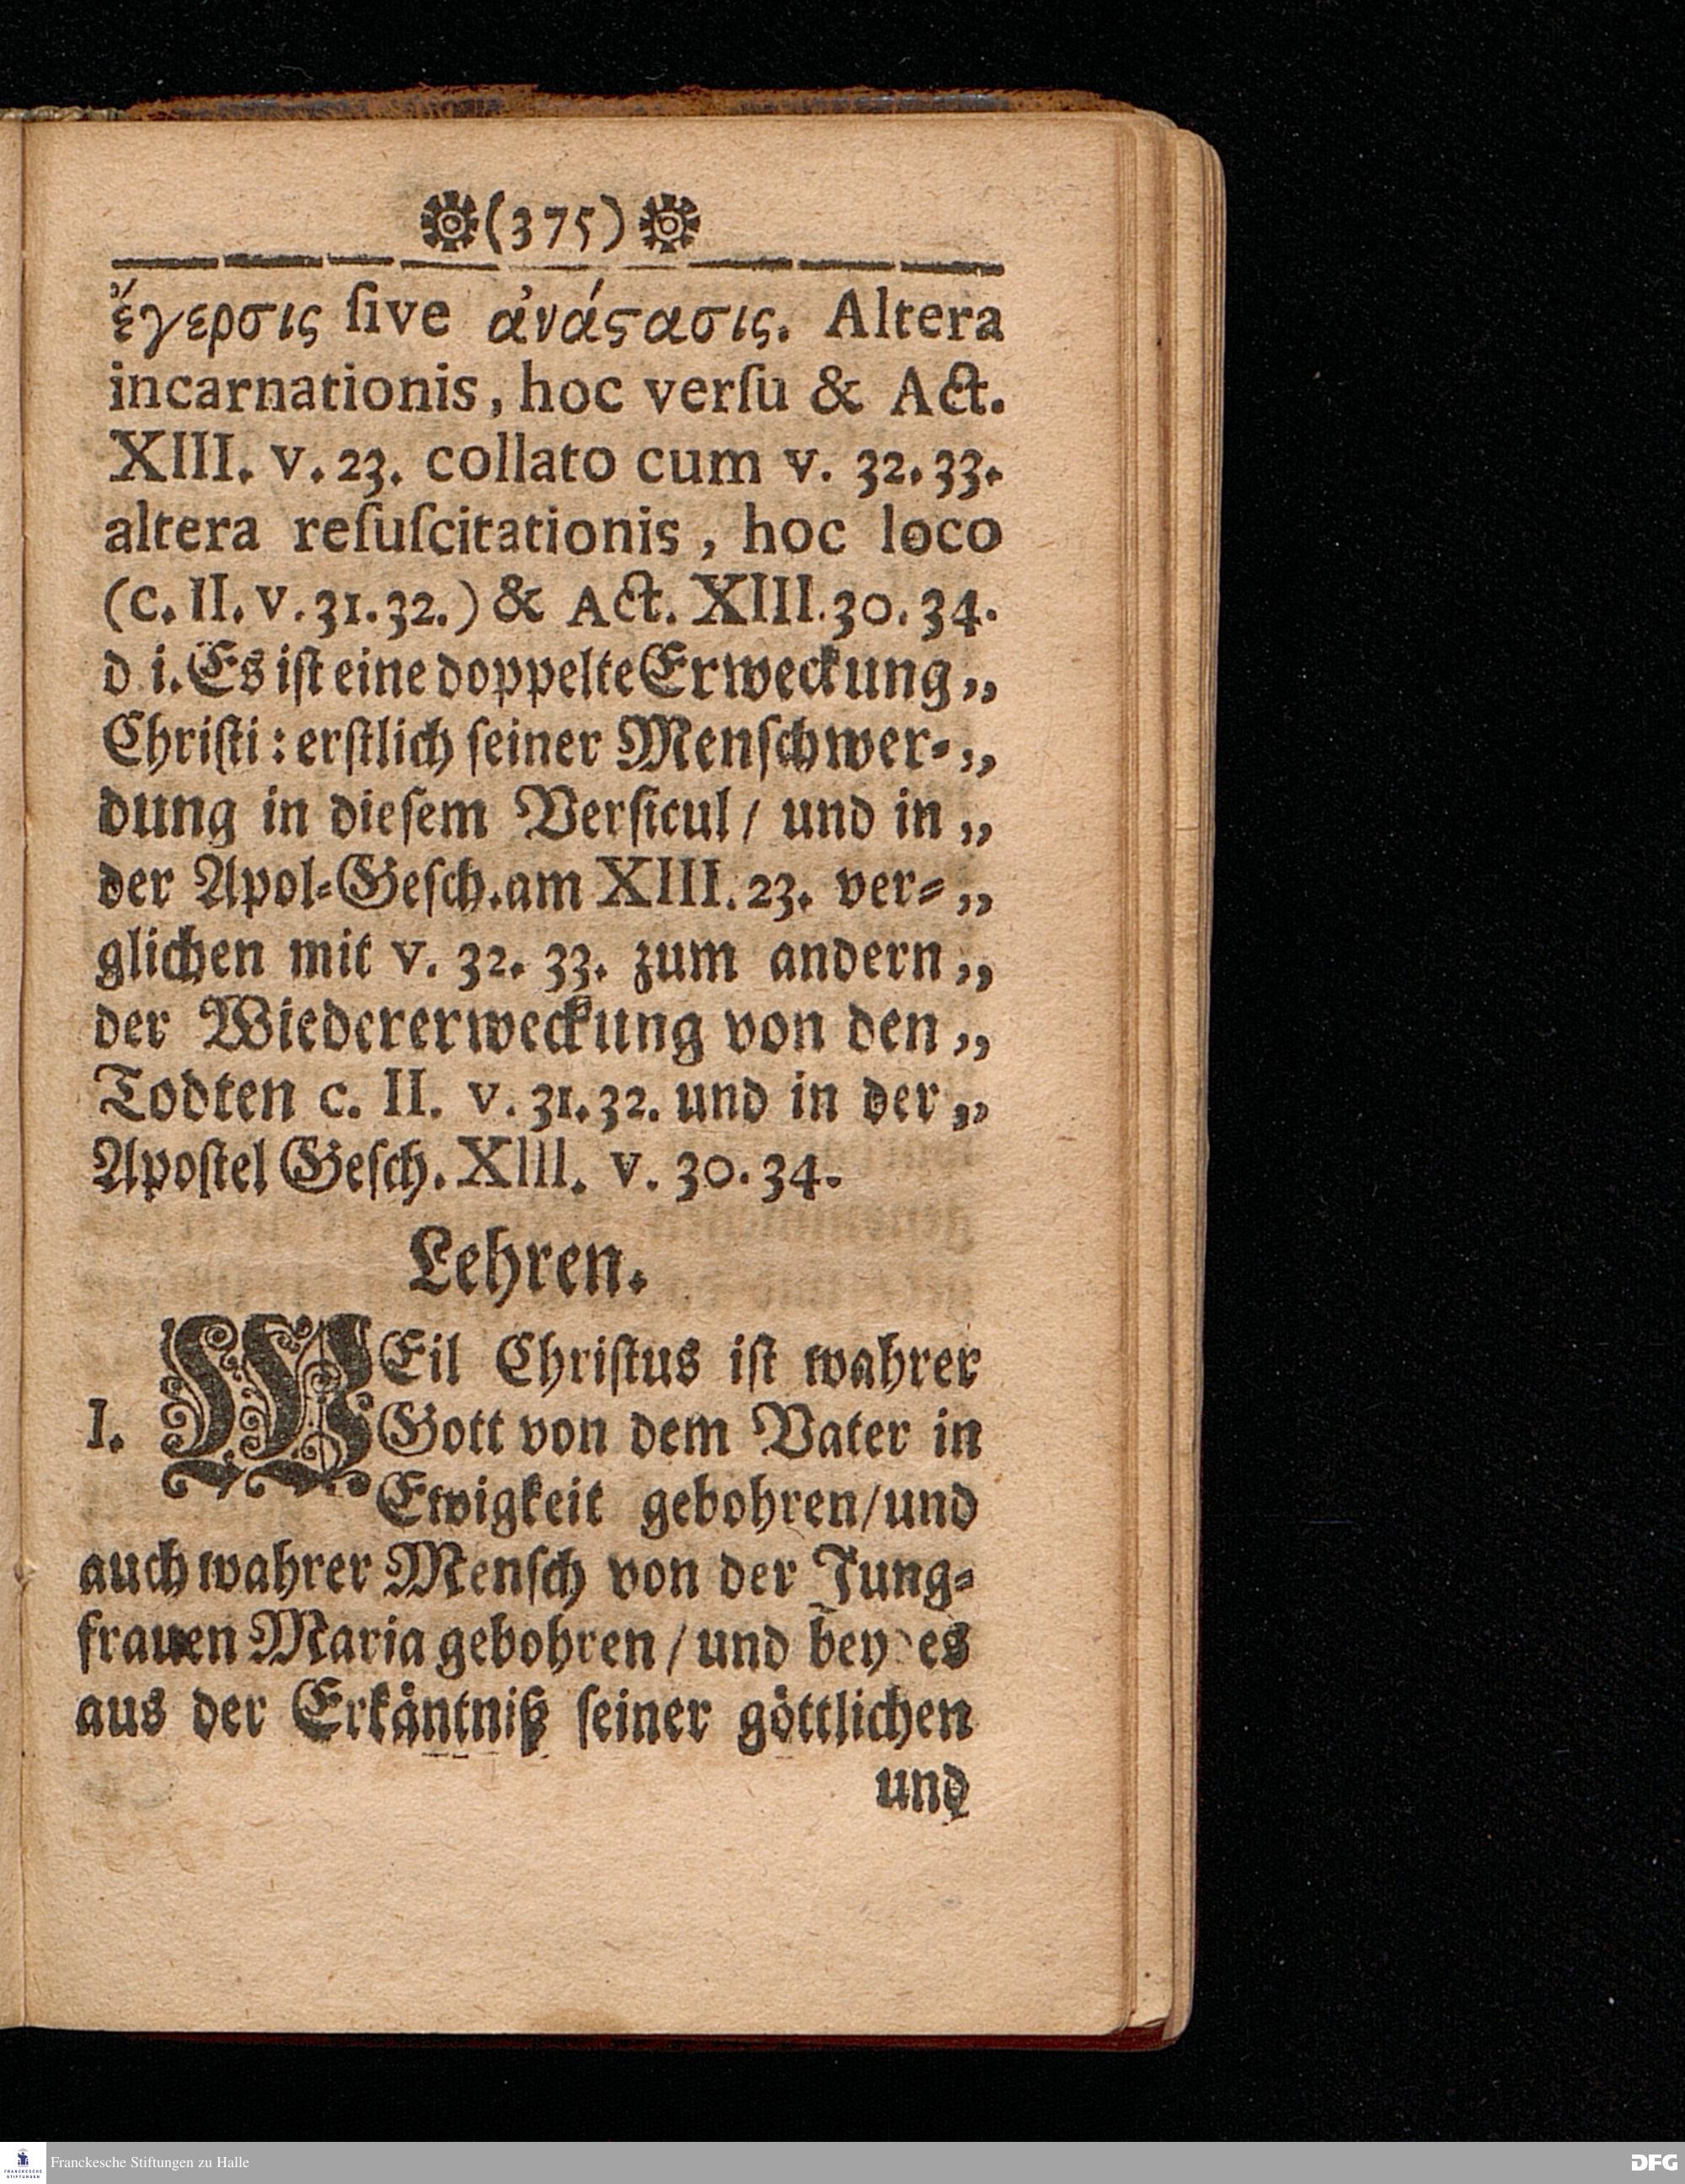 (375)
ἔγερσις ſive ἀνάϛασις. Altera
incarnationis, hoc verſu & Act.
XIII. v. 23. collato cum v. 32. 33.
altera reſuſcitationis, hoc loco
(c. II. v. 31. 32.) & Act. XIII. 30. 34.
d i. Es iſt eine doppelte Erweckung„
Chriſti: erſtlich ſeiner Menſchwer-„
dung in dieſem Verſicul / und in „
der Apol-Geſch. am XIII. 23. ver-„
glichen mit v. 32. 33. zum andern„
der Wiedererweckung von den„
Todten c. II. v. 31. 32. und in der„
Apoſtel Geſch. XIII. v. 30. 34.
Lehren.
I. WEil Chriſtus iſt wahrer
Gott von dem Vater in
Ewigkeit gebohren/und
auch wahrer Menſch von der Jung-
frauen Maria gebohren / und bey es
aus der Erkäntniß ſeiner göttlichen
und
FRANCKESCHE STIFTUNGEN
Franckesche Stiftungen zu Halle
DFG